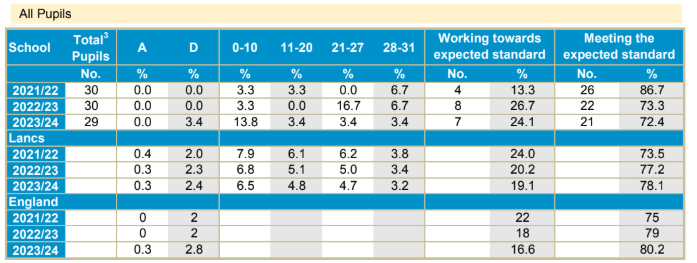 All Pupils
School Total3 Pupils A D 0-10 11-20 21-27 28-31 Working towards expected standard Meeting the expected standard
No. % % % % % % No. % No. %
2021/22 30 0.0 0.0 3.3 3.3 0.0 6.7 4 13.3 26 86.7
2022/23 30 0.0 0.0 3.3 0.0 16.7 6.7 8 26.7 22 73.3
2023/24 29 0.0 3.4 13.8 3.4 3.4 3.4 7 24.1 21 72.4
Lancs
2021/22 0.4 2.0 7.9 6.1 6.2 3.8 24.0 73.5
2022/23 0.3 2.3 6.8 5.1 5.0 3.4 20.2 77.2
2023/24 0.3 2.4 6.5 4.8 4.7 3.2 19.1 78.1
England
2021/22 0 2 22 75
2022/23 0 2 18 79
2023/24 0.3 2.8 16.6 80.2